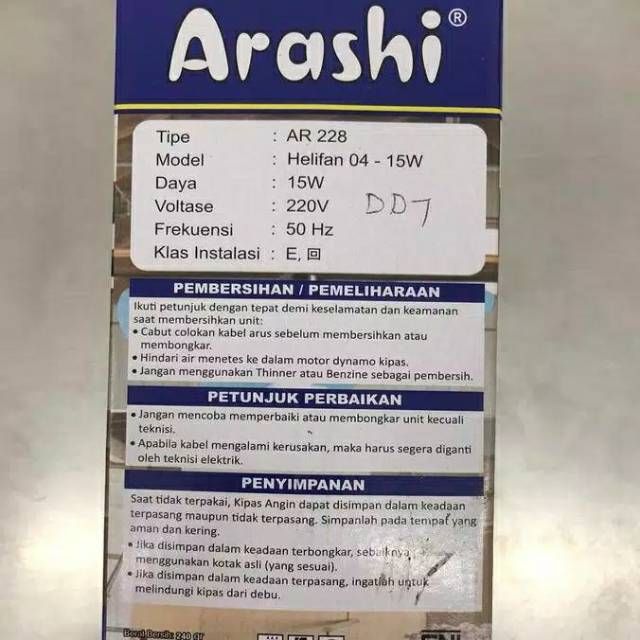 Arashi®
Tipe : AR 228
Model : Helifan 04 - 15W
Daya : 15W
Voltase : 220V DD7
Frekuensi : 50 Hz
Klas Instalasi : E, 回
PEMBERSIHAN / PEMELIHARAAN
Ikuti petunjuk dengan tepat demi keselamatan dan keamanan
saat membersihkan unit:
• Cabut colokan kabel arus sebelum membersihkan atau
membongkar.
• Hindari air menetes ke dalam motor dynamo kipas.
• Jangan menggunakan Thinner atau Benzine sebagai pembersih.
PETUNJUK PERBAIKAN
• Jangan mencoba memperbaiki atau membongkar unit kecuali
teknisi.
• Apabila kabel mengalami kerusakan, maka harus segera diganti
oleh teknisi elektrik.
PENYIMPANAN
Saat tidak terpakai, Kipas Angin dapat disimpan dalam keadaan
terpasang maupun tidak terpasang. Simpanlah pada tempat yang
aman dan kering.
• Jika disimpan dalam keadaan terbongkar, sebaiknya
menggunakan kotak asli (yang sesuai).
• Jika disimpan dalam keadaan terpasang, ingatlah untuk
melindungi kipas dari debu.
Berat Bersih: 240 gr